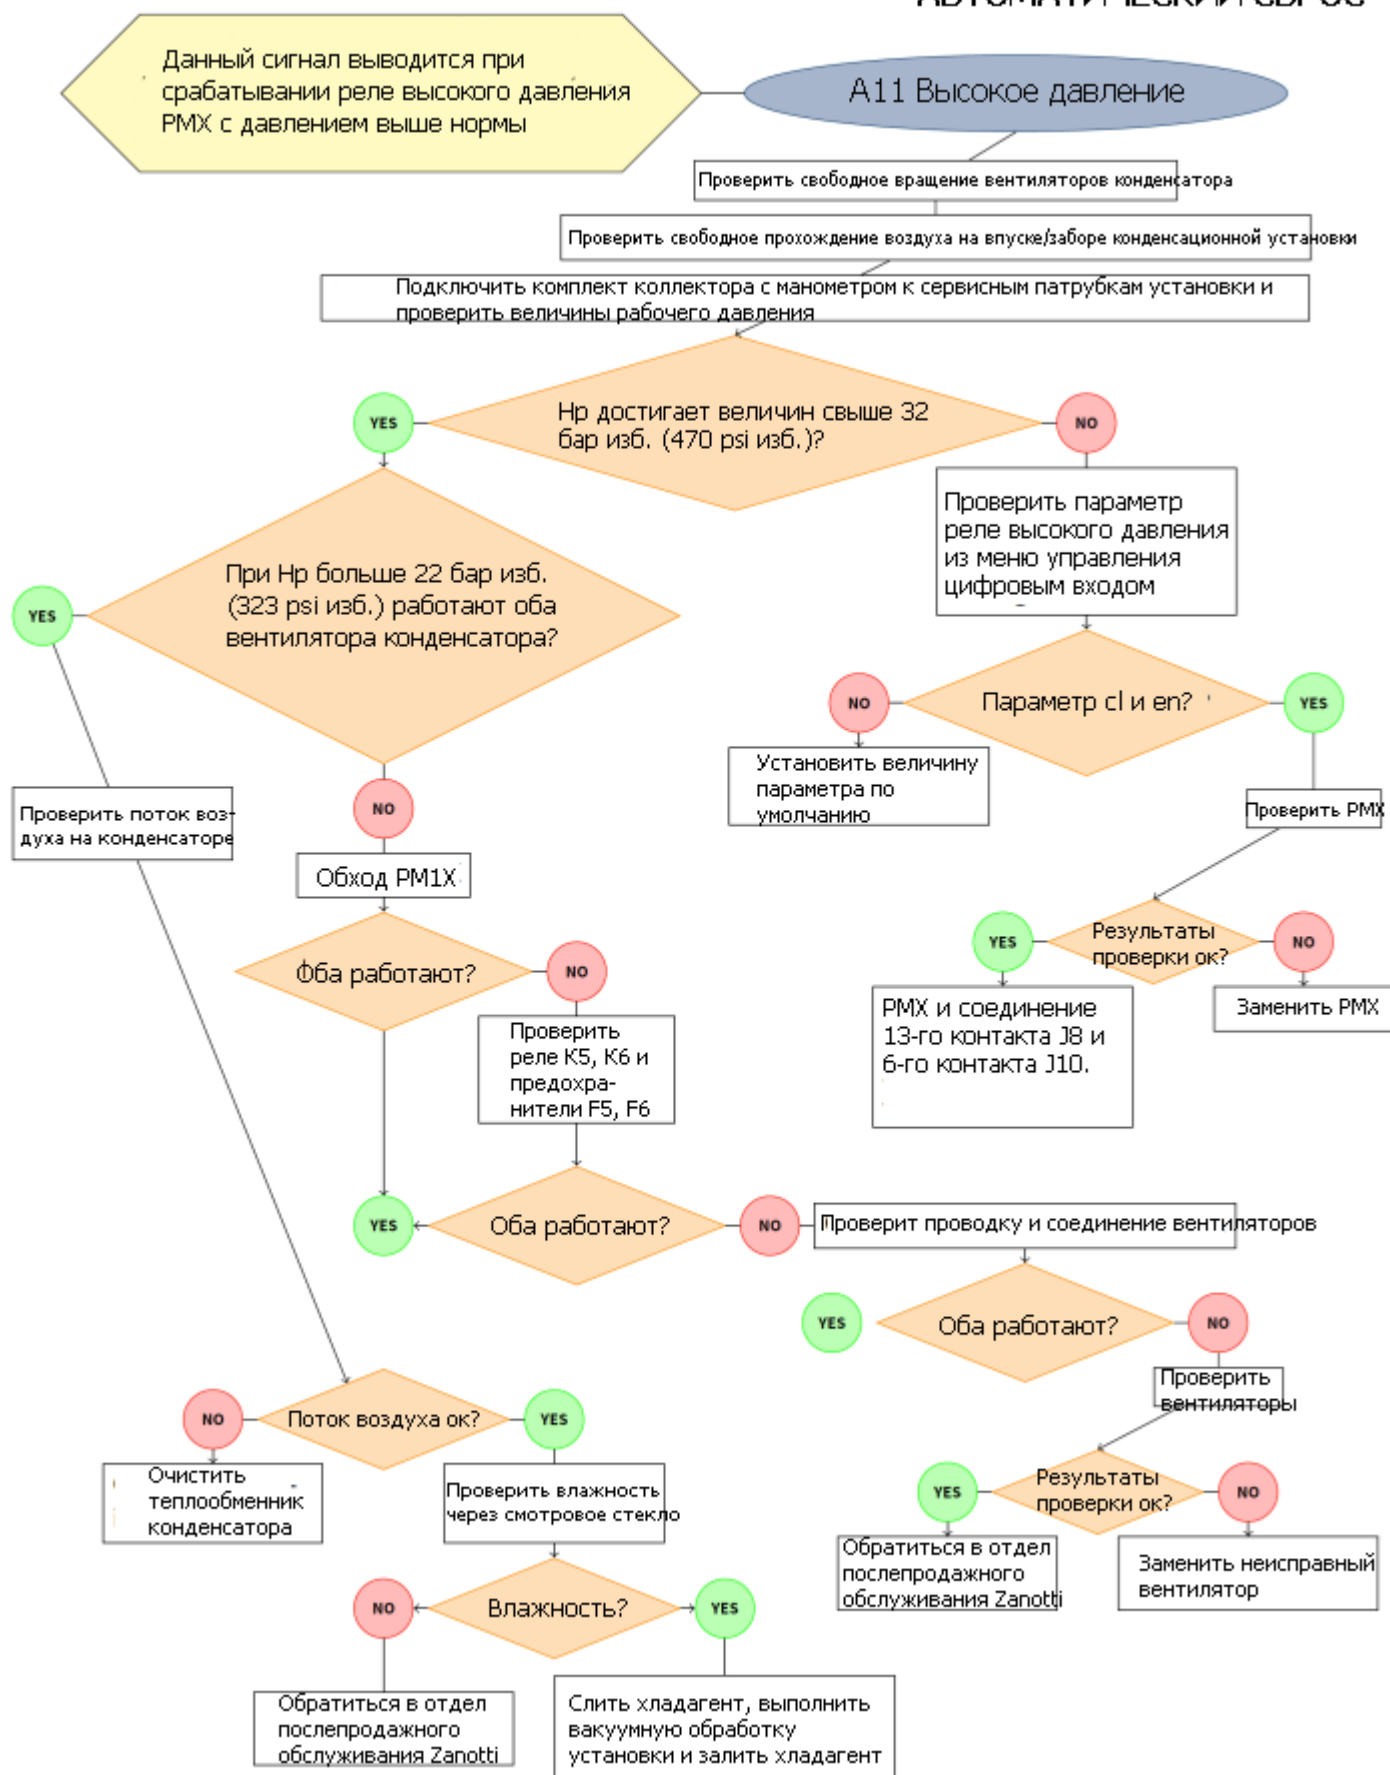 АВТОМАТИЧЕСКИЙ СБРОС
Данный сигнал выводится при
срабатывании реле высокого давления
PMX с давлением выше нормы
A11 Высокое давление
Проверить свободное вращение вентиляторов конденсатора
Проверить свободное прохождение воздуха на впуске/заборе конденсационной установки
Подключить комплект коллектора с манометром к сервисным патрубкам установки и
проверить величины рабочего давления
YES
Hp достигает величин свыше 32
бар изб. (470 psi изб.)?
NO
Проверить параметр
реле высокого давления
из меню управления
цифровым входом
YES
При Hp больше 22 бар изб.
(323 psi изб.) работают оба
вентилятора конденсатора?
NO
Параметр cl и en?
YES
Установить величину
параметра по
умолчанию
Проверить поток воз-
духа на конденсаторе
NO
Проверить PMX
Обход PM1X
YES
Результаты
проверки ок?
NO
Оба работают?
NO
PMX и соединение
13-го контакта J8 и
6-го контакта J10.
Заменить PMX
Проверить
реле K5, K6 и
предохра-
нители F5, F6
YES
Оба работают?
NO
Проверит проводку и соединение вентиляторов
YES
Оба работают?
NO
Проверить
вентиляторы
NO
Поток воздуха ок?
YES
Очистить
теплообменник
конденсатора
Проверить влажность
через смотровое стекло
YES
Результаты
проверки ок?
NO
Обратиться в отдел
послепродажного
обслуживания Zanotti
Заменить неисправный
вентилятор
NO
Влажность?
YES
Обратиться в отдел
послепродажного
обслуживания Zanotti
Слить хладагент, выполнить
вакуумную обработку
установки и залить хладагент